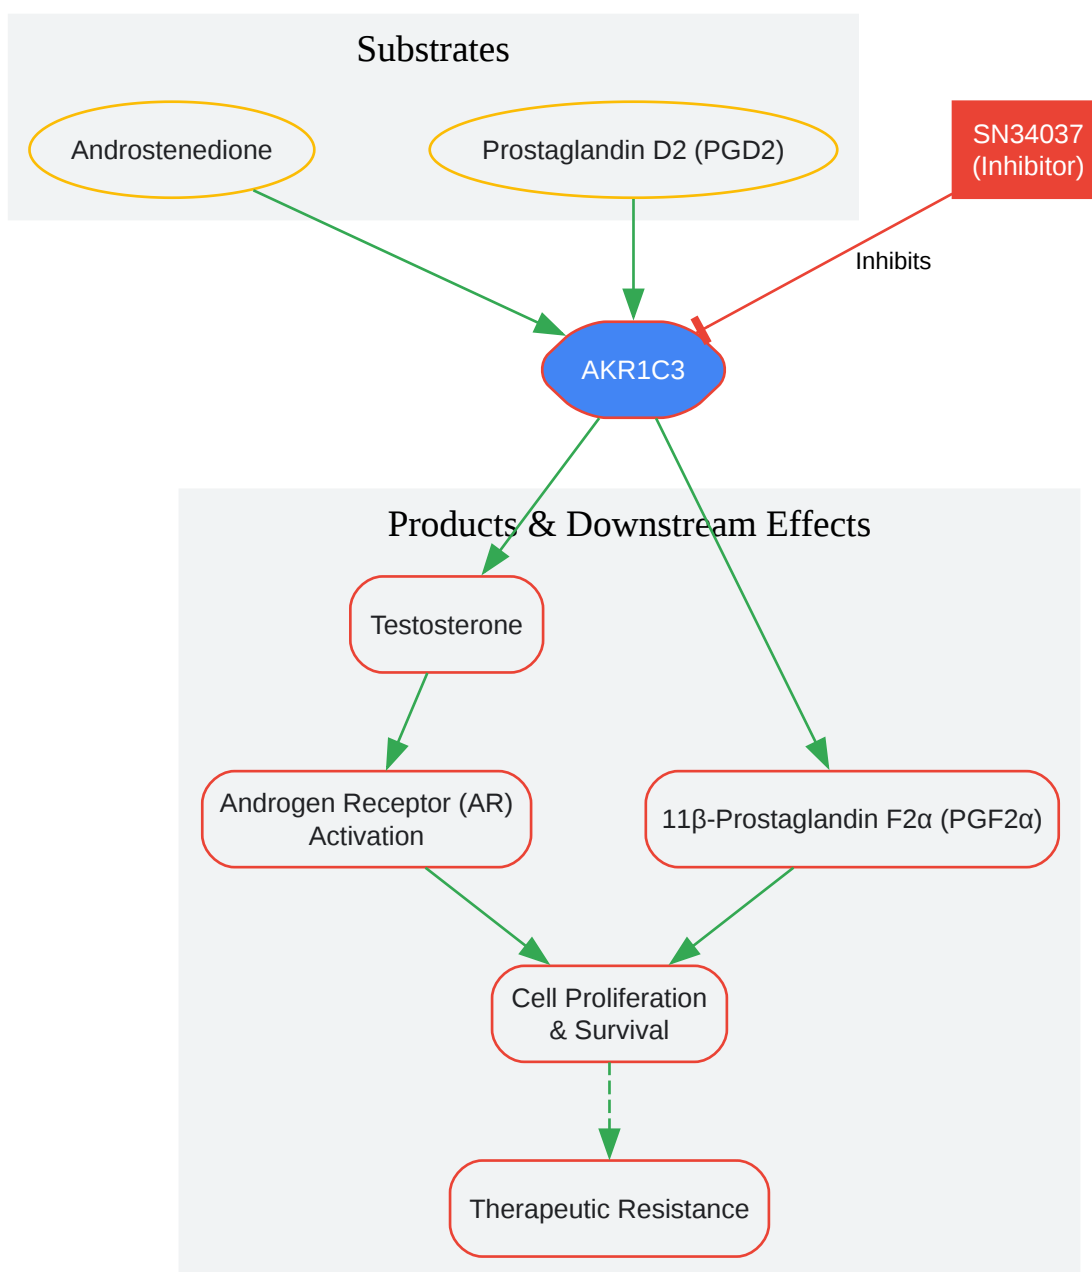 Substrates
Androstenedione
Prostaglandin D2 (PGD2)
SN34037
(Inhibitor)
Inhibits
AKR1C3
Products & Downstream Effects
Testosterone
Androgen Receptor (AR)
Activation
11β-Prostaglandin F2α (PGF2α)
Cell Proliferation
& Survival
Therapeutic Resistance